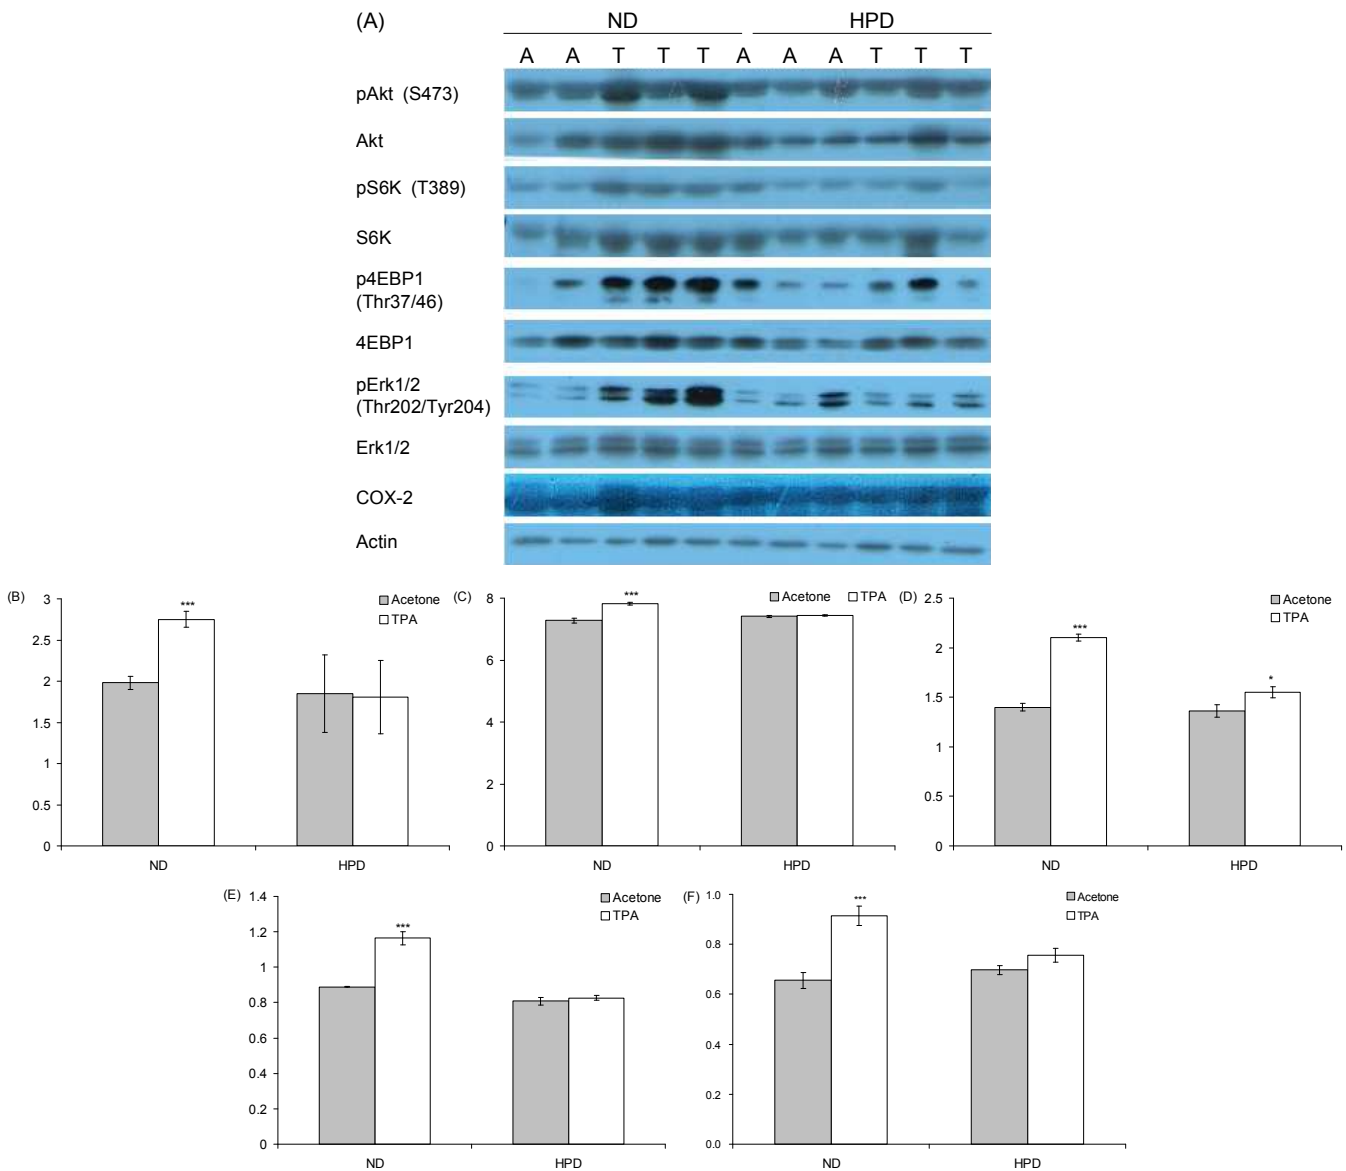 (A)
ND HPD
A A T T T A A A T T T
pAkt (S473)
Akt
pS6K (T389)
S6K
p4EBP1
(Thr37/46)
4EBP1
pErk1/2
(Thr202/Tyr204)
Erk1/2
COX-2
Actin
(B)
3
2.5
2
1.5
1
0.5
0
***
Acetone
TPA
ND HPD
(C)
8
6
4
2
0
***
Acetone TPA
ND HPD
(D)
2.5
2
1.5
1
0.5
0
***
*
Acetone
TPA
ND HPD
(E)
1.4
1.2
1
0.8
0.6
0.4
0.2
0
***
Acetone
TPA
ND HPD
(F)
1.0
0.8
0.6
0.4
0.2
0.0
***
Acetone
TPA
ND HPD